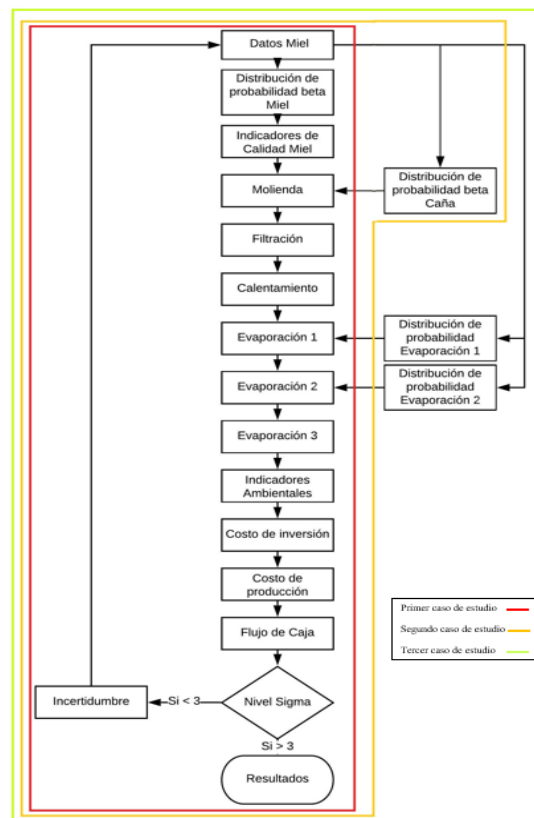 Datos Miel
Distribución de
probabilidad beta
Miel
Indicadores de
Calidad Miel
Molienda
Distribución de
probabilidad beta
Caña
Filtración
Calentamiento
Evaporación 1
Distribución de
probabilidad
Evaporación 1
Evaporación 2
Distribución de
probabilidad
Evaporación 2
Evaporación 3
Indicadores
Ambientales
Costo de inversión
Costo de
producción
Flujo de Caja
Primer caso de estudio
Segundo caso de estudio
Tercer caso de estudio
Incertidumbre
Si < 3
Nivel Sigma
Si > 3
Resultados